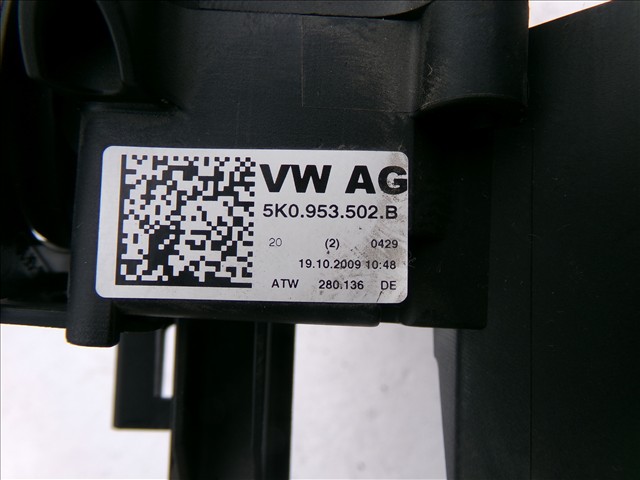 VW AG
5K0.953.502.B
20 (2) 0429
19.10.2009 10:48
ATW 280.136 DE